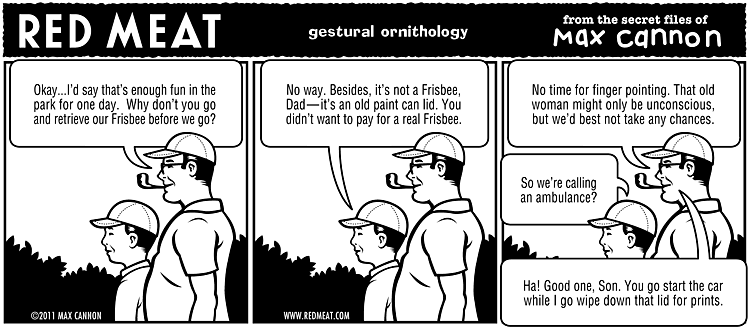 RED MEAT
gestural ornithology
from the secret files of
Max cannon
Okay...I'd say that's enough fun in the
park for one day. Why don't you go
and retrieve our Frisbee before we go?
©2011 MAX CANNON
No way. Besides, it's not a Frisbee,
Dad—it's an old paint can lid. You
didn't want to pay for a real Frisbee.
WWW.REDMEAT.COM
No time for finger pointing. That old
woman might only be unconscious,
but we'd best not take any chances.
So we're calling
an ambulance?
Ha! Good one, Son. You go start the car
while I go wipe down that lid for prints.